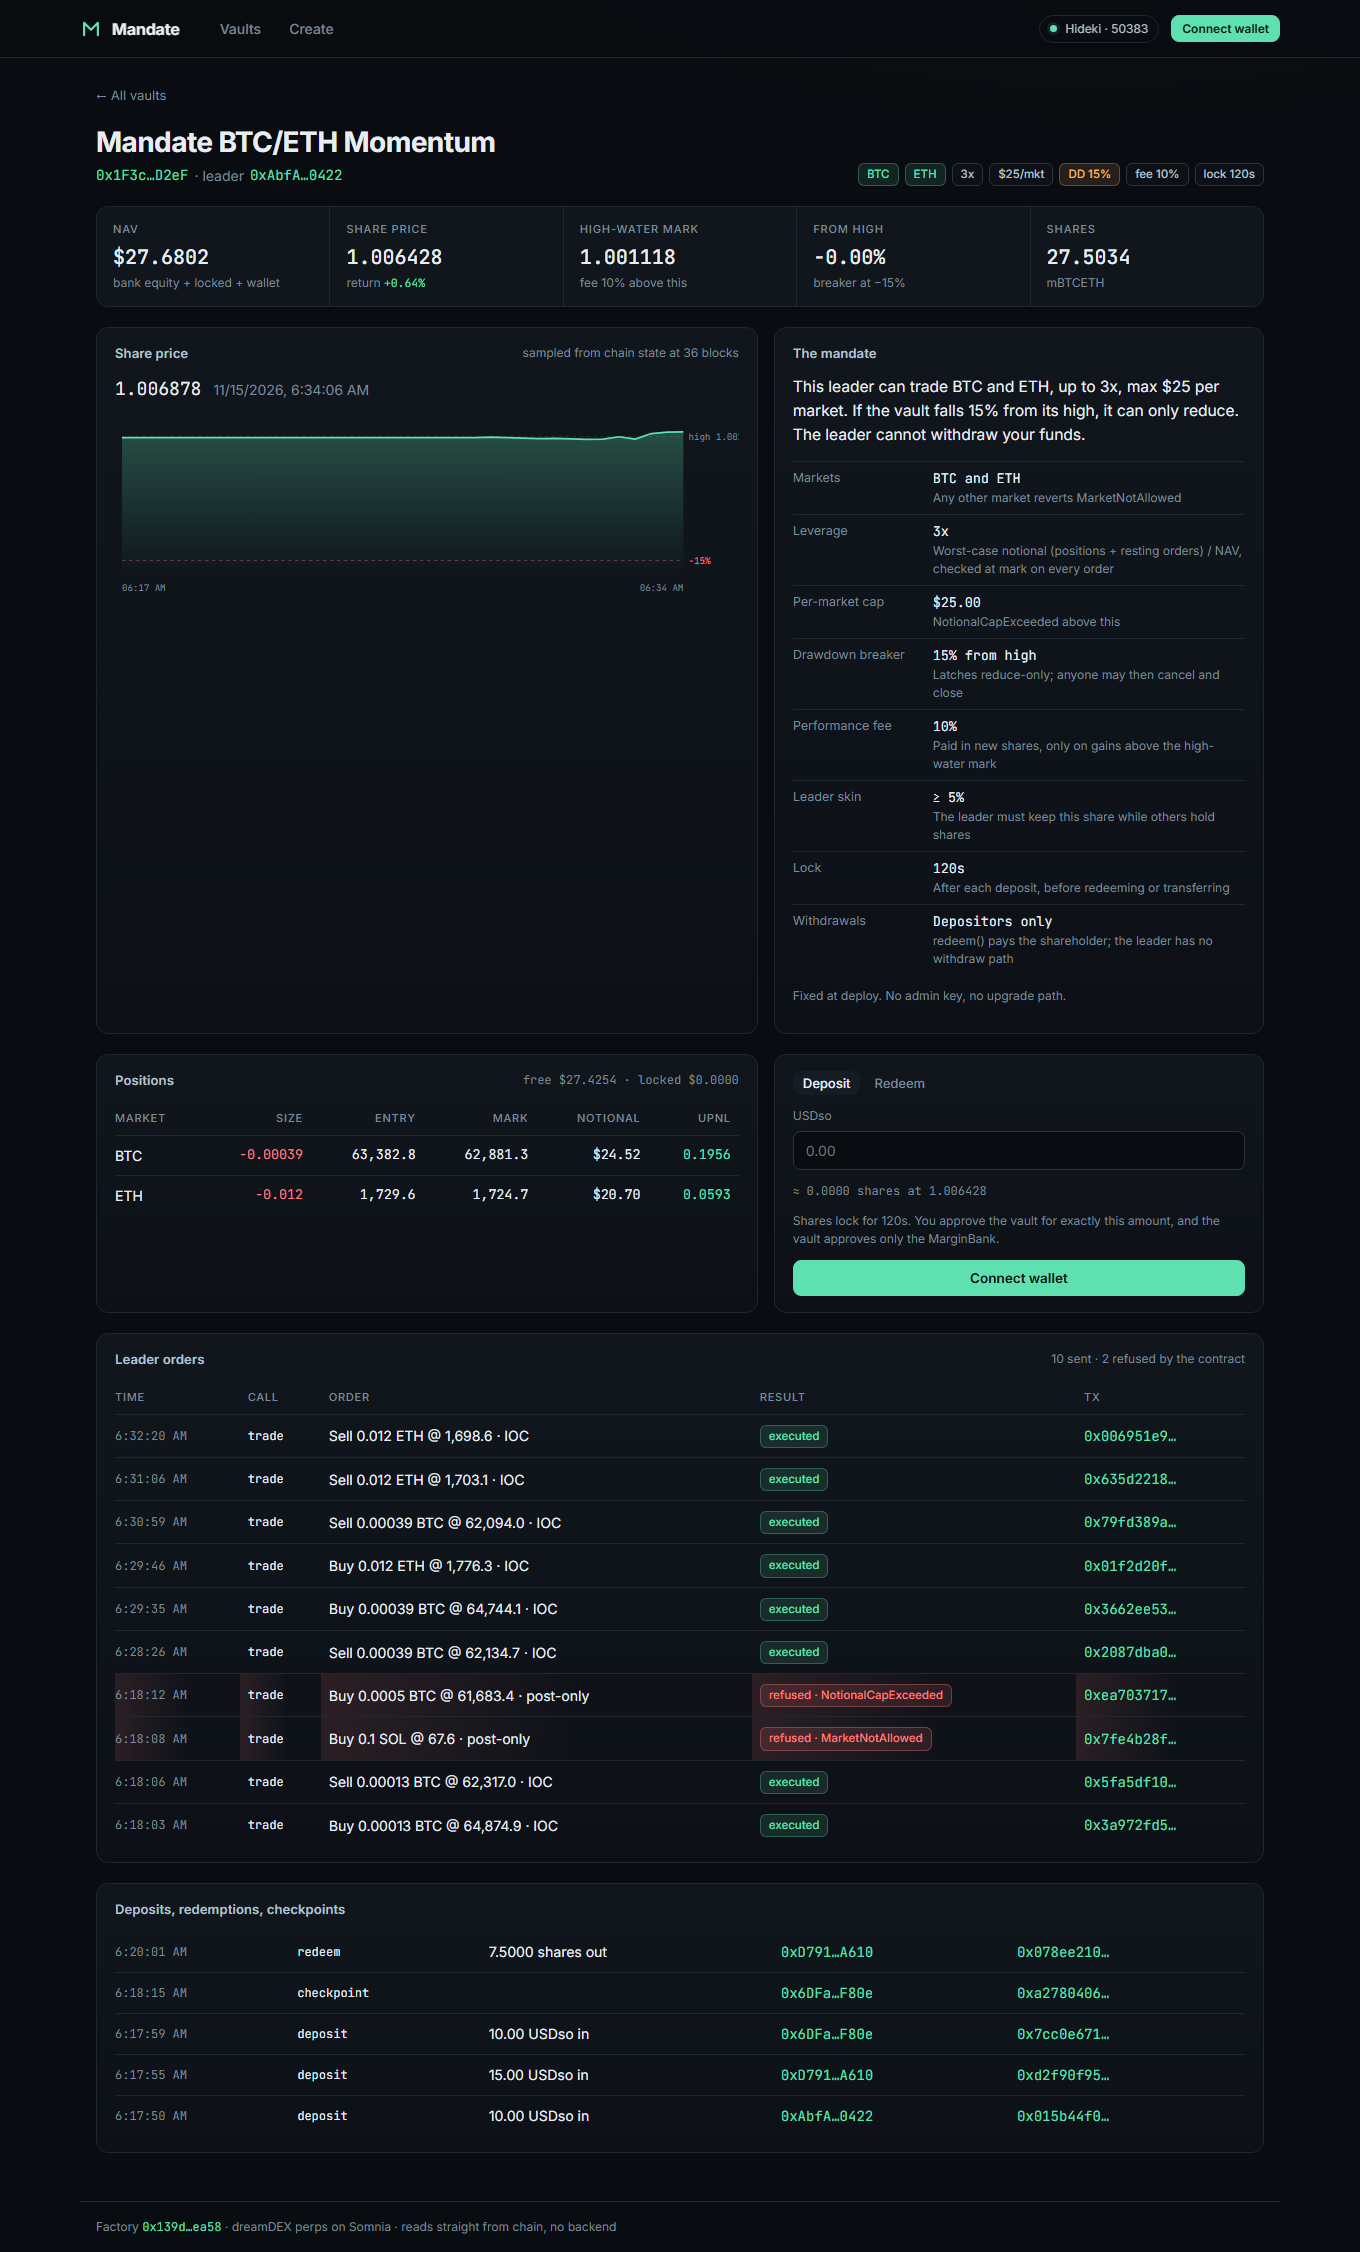 Mandate
Vaults
Create
Hideki · 50383
Connect wallet
← All vaults
Mandate BTC/ETH Momentum
0x1F3c…D2eF · leader 0xAbfA…0422
BTC
ETH
3x
$25/mkt
DD 15%
fee 10%
lock 120s
NAV
$27.6802
bank equity + locked + wallet
SHARE PRICE
1.006428
return +0.64%
HIGH-WATER MARK
1.001118
fee 10% above this
FROM HIGH
-0.00%
breaker at −15%
SHARES
27.5034
mBTCETH
Share price
sampled from chain state at 36 blocks
1.006878 11/15/2026, 6:34:06 AM
high 1.00
-15%
06:17 AM
06:34 AM
The mandate
This leader can trade BTC and ETH, up to 3x, max $25 per
market. If the vault falls 15% from its high, it can only reduce.
The leader cannot withdraw your funds.
Markets
BTC and ETH
Any other market reverts MarketNotAllowed
Leverage
3x
Worst-case notional (positions + resting orders) / NAV,
checked at mark on every order
Per-market cap
$25.00
NotionalCapExceeded above this
Drawdown breaker
15% from high
Latches reduce-only; anyone may then cancel and
close
Performance fee
10%
Paid in new shares, only on gains above the high-
water mark
Leader skin
≥ 5%
The leader must keep this share while others hold
shares
Lock
120s
After each deposit, before redeeming or transferring
Withdrawals
Depositors only
redeem() pays the shareholder; the leader has no
withdraw path
Fixed at deploy. No admin key, no upgrade path.
Positions
free $27.4254 · locked $0.0000
MARKET SIZE ENTRY MARK NOTIONAL UPNL
BTC -0.00039 63,382.8 62,881.3 $24.52 0.1956
ETH -0.012 1,729.6 1,724.7 $20.70 0.0593
Deposit
Redeem
USDso
0.00
≈ 0.0000 shares at 1.006428
Shares lock for 120s. You approve the vault for exactly this amount, and the
vault approves only the MarginBank.
Connect wallet
Leader orders
10 sent · 2 refused by the contract
TIME CALL ORDER RESULT TX
6:32:20 AM trade Sell 0.012 ETH @ 1,698.6 · IOC executed 0x006951e9…
6:31:06 AM trade Sell 0.012 ETH @ 1,703.1 · IOC executed 0x635d2218…
6:30:59 AM trade Sell 0.00039 BTC @ 62,094.0 · IOC executed 0x79fd389a…
6:29:46 AM trade Buy 0.012 ETH @ 1,776.3 · IOC executed 0x01f2d20f…
6:29:35 AM trade Buy 0.00039 BTC @ 64,744.1 · IOC executed 0x3662ee53…
6:28:26 AM trade Sell 0.00039 BTC @ 62,134.7 · IOC executed 0x2087dba0…
6:18:12 AM trade Buy 0.0005 BTC @ 61,683.4 · post-only refused · NotionalCapExceeded 0xea703717…
6:18:08 AM trade Buy 0.1 SOL @ 67.6 · post-only refused · MarketNotAllowed 0x7fe4b28f…
6:18:06 AM trade Sell 0.00013 BTC @ 62,317.0 · IOC executed 0x5fa5df10…
6:18:03 AM trade Buy 0.00013 BTC @ 64,874.9 · IOC executed 0x3a972fd5…
Deposits, redemptions, checkpoints
6:20:01 AM redeem 7.5000 shares out 0xD791…A610 0x078ee210…
6:18:15 AM checkpoint 0x6DFa…F80e 0xa2780406…
6:17:59 AM deposit 10.00 USDso in 0x6DFa…F80e 0x7cc0e671…
6:17:55 AM deposit 15.00 USDso in 0xD791…A610 0xd2f90f95…
6:17:50 AM deposit 10.00 USDso in 0xAbfA…0422 0x015b44f0…
Factory 0x139d…ea58 · dreamDEX perps on Somnia · reads straight from chain, no backend